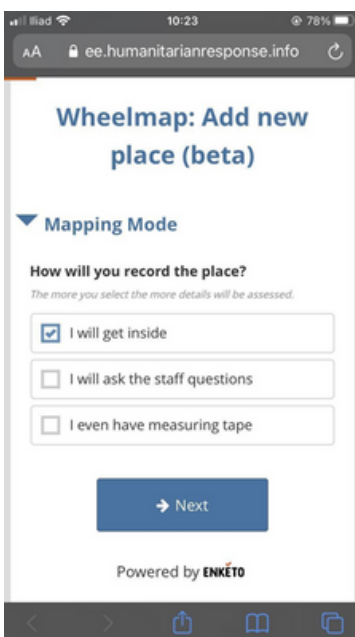 Iliad 10:23 78%
AA ee.humanitarianresponse.info
Wheelmap: Add new
place (beta)
Mapping Mode
How will you record the place?
The more you select the more details will be assessed.
I will get inside
I will ask the staff questions
I even have measuring tape
Next
Powered by ENKÉTO